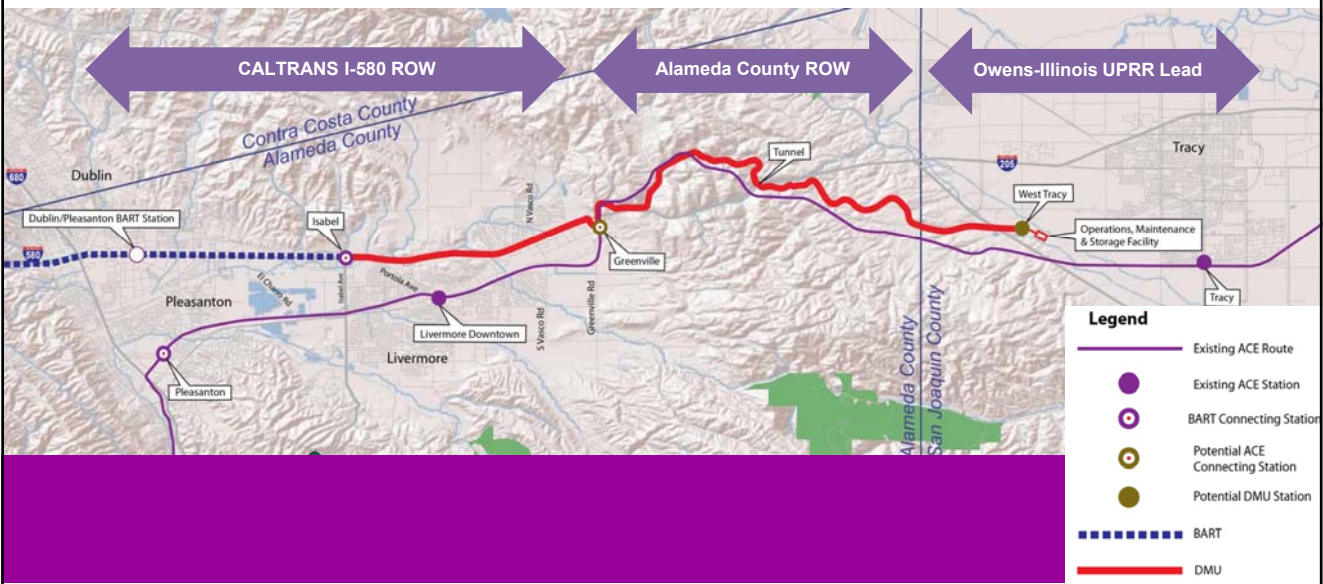 CALTRANS I-580 ROW
Alameda County ROW
Owens-Illinois UPRR Lead
Contra Costa County
Alameda County
Tracy
Tunnel
205
680
Dublin
West Tracy
N Vasco Rd
Dublin/Pleasanton BART Station
Isabel
Operations, Maintenance
& Storage Facility
580
Greenville
El Charro Rd
Isabel Ave
Portola Ave
Pleasanton
Greenville Rd
Tracy
S Vasco Rd
Livermore Downtown
Livermore
Pleasanton
Alameda County
San Joaquin County
Legend
Existing ACE Route
Existing ACE Station
BART Connecting Station
Potential ACE
Connecting Station
Potential DMU Station
BART
DMU